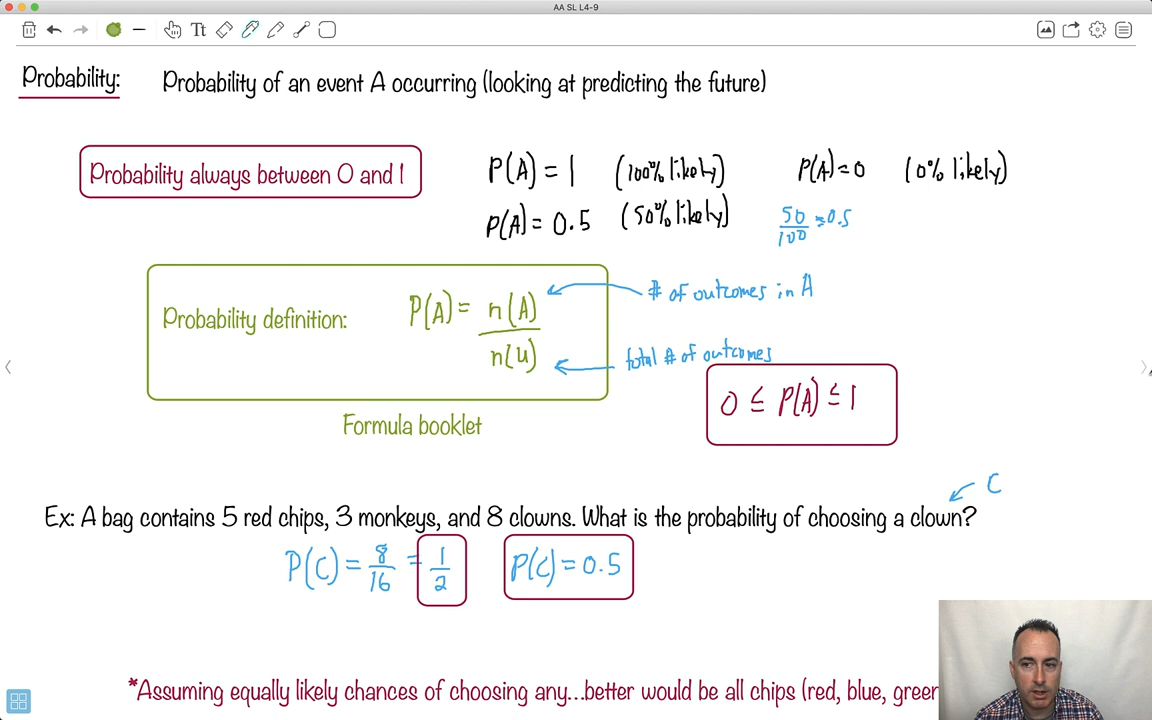 AA SL L4-9
Tt
Probability: Probability of an event A occurring (looking at predicting the future)
Probability always between 0 and 1
P(A) = 1 (100% likely) P(A) = 0 (0% likely)
P(A) = 0.5 (50% likely) 50/100 = 0.5
Probability definition: P(A) = n(A)/n(U)
# of outcomes in A
total # of outcomes
0 ≤ P(A) ≤ 1
Formula booklet
C
Ex: A bag contains 5 red chips, 3 monkeys, and 8 clowns. What is the probability of choosing a clown?
P(C) = 8/16 = 1/2 P(C) = 0.5
*Assuming equally likely chances of choosing any...better would be all chips (red, blue, green